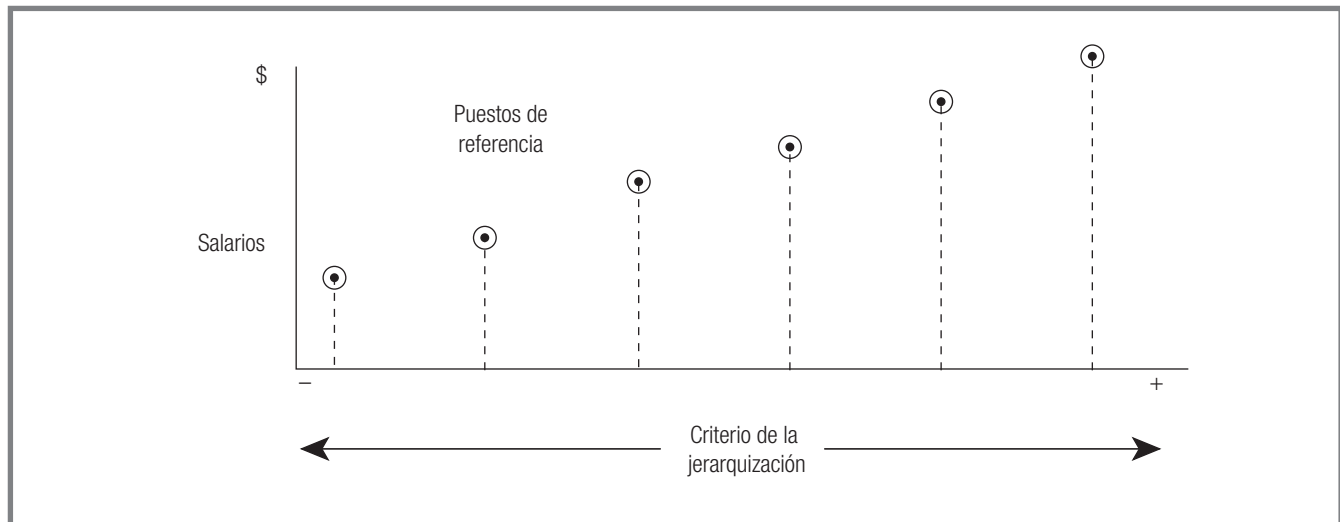 $
Puestos de
referencia
Salarios
– +
Criterio de la
jerarquización